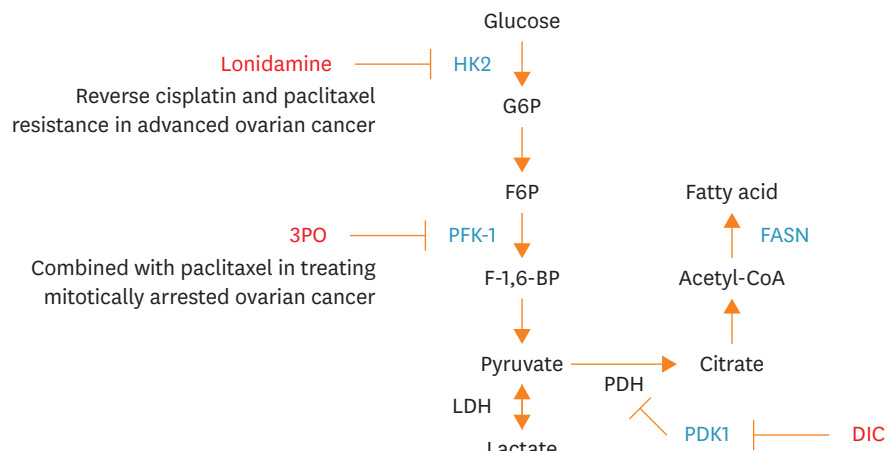 Glucose
Lonidamine
HK2
Reverse cisplatin and paclitaxel
resistance in advanced ovarian cancer
G6P
F6P
Fatty acid
3PO
PFK-1
FASN
Combined with paclitaxel in treating
mitotically arrested ovarian cancer
F-1,6-BP
Acetyl-CoA
Pyruvate
PDH
Citrate
LDH
PDK1
DIC
Lactate